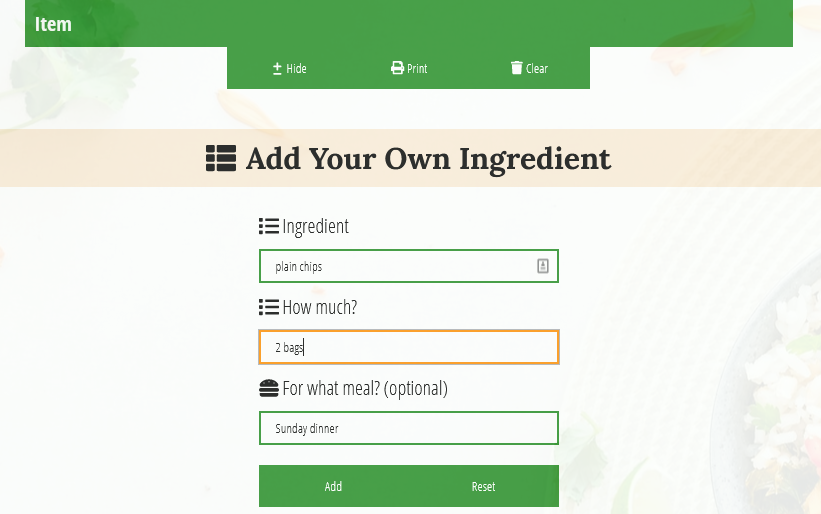 Item
Hide Print Clear
Add Your Own Ingredient
Ingredient
plain chips
How much?
2 bags
For what meal? (optional)
Sunday dinner
Add Reset